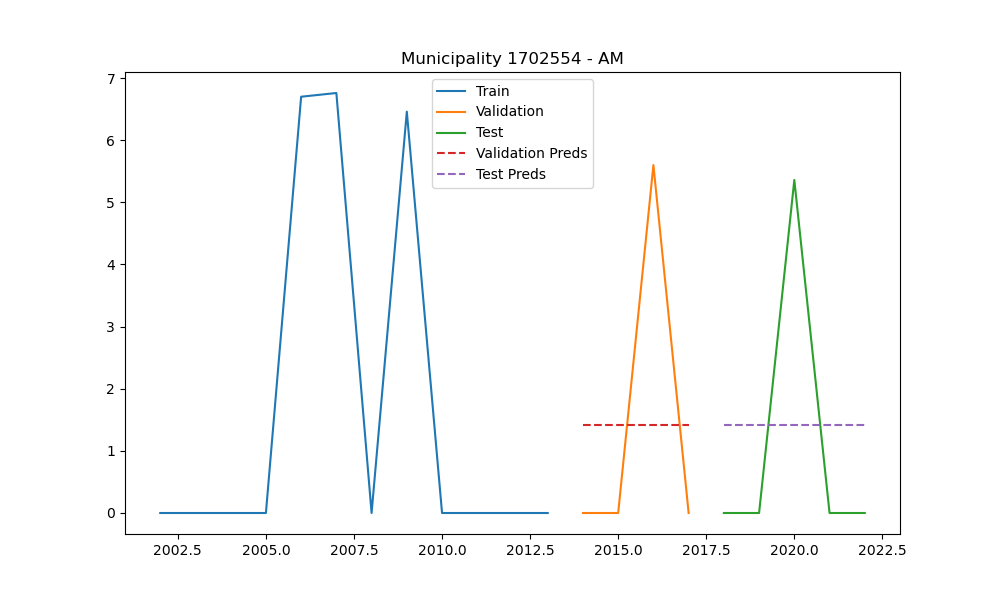 Municipality 1702554 - AM
7
6
5
4
3
2
1
0
Train
Validation
Test
Validation Preds
Test Preds
2002.5 2005.0 2007.5 2010.0 2012.5 2015.0 2017.5 2020.0 2022.5